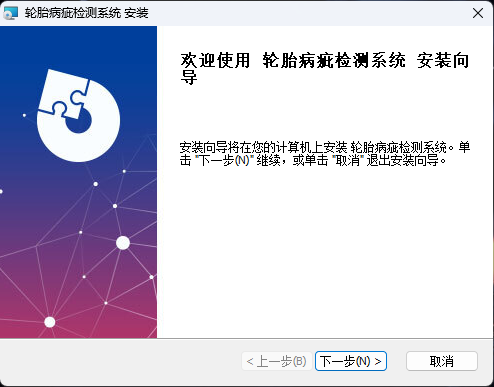 轮胎病疵检测系统 安装
欢迎使用 轮胎病疵检测系统 安装向
导
安装向导将在您的计算机上安装 轮胎病疵检测系统。单
击 "下一步(N)" 继续，或单击 "取消" 退出安装向导。
< 上一步(B)
下一步(N) >
取消